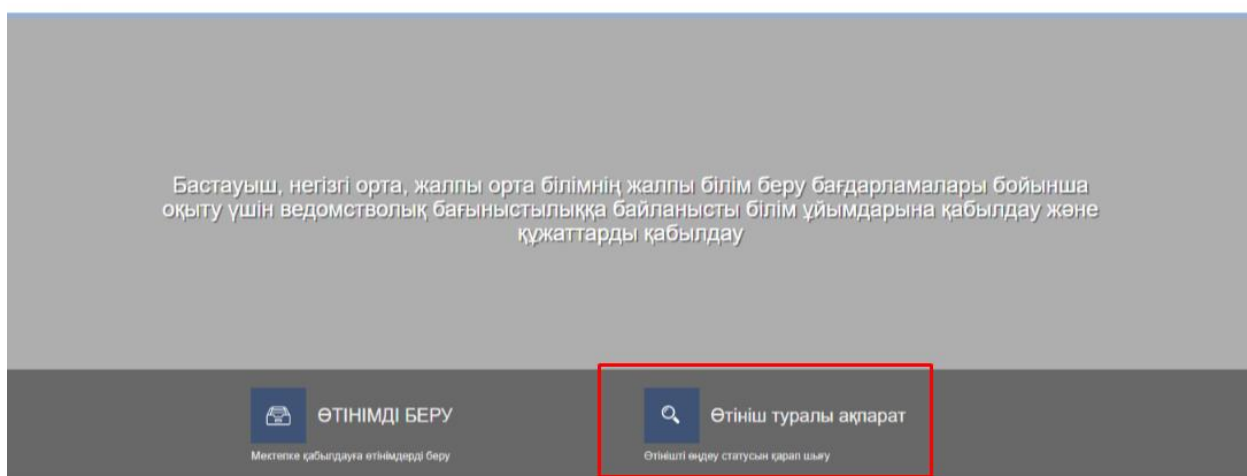 Бастауыш, негізгі орта, жалпы орта білімнің жалпы білім беру бағдарламалары бойынша
оқыту үшін ведомстволық бағыныстылыққа байланысты білім ұйымдарына қабылдау және
құжаттарды қабылдау
ӨТІНІМДІ БЕРУ
Мектепке қабылдауға өтінімдерді беру
Өтініш туралы ақпарат
Өтінішті өңдеу статусын қарап шығу